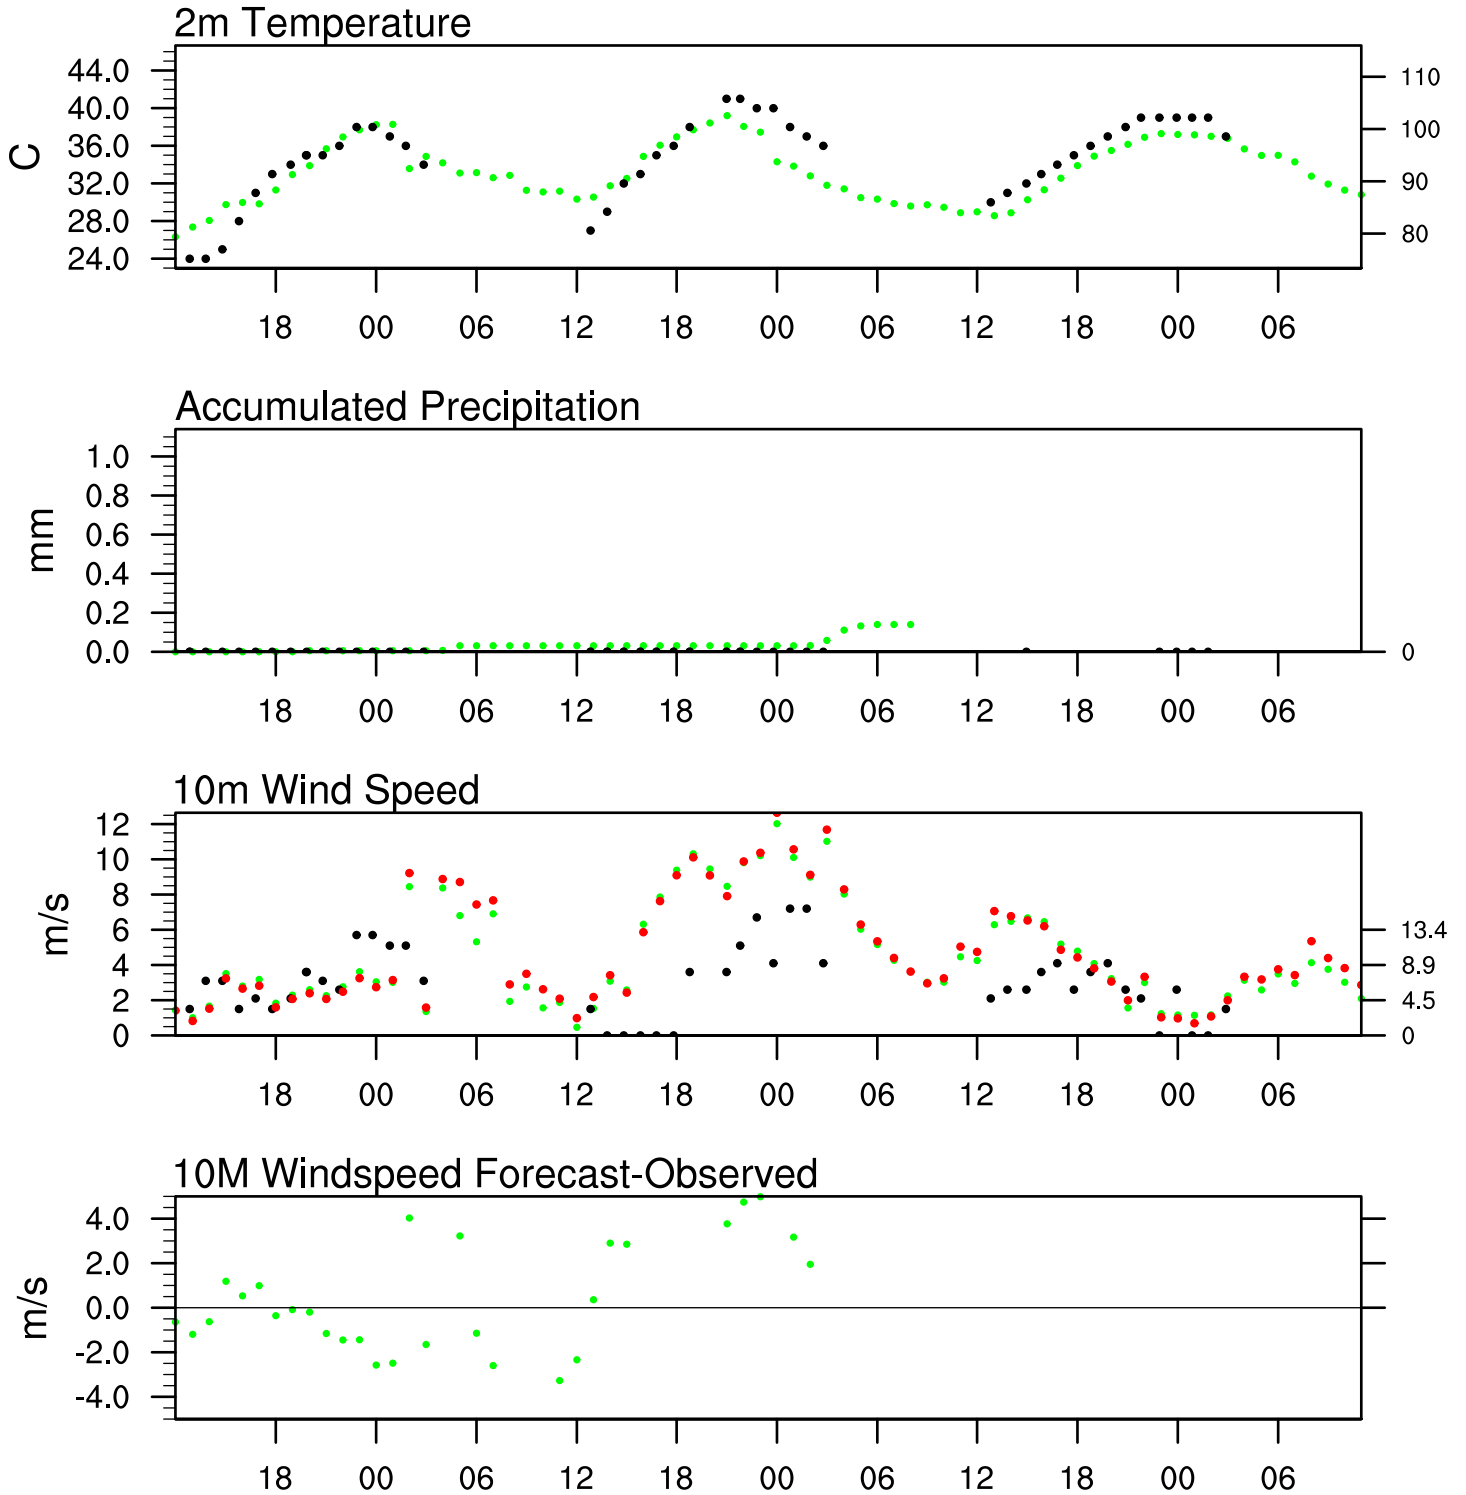 2m Temperature
44.0
40.0
36.0
32.0
28.0
24.0
C
110
100
90
80
18 00 06 12 18 00 06 12 18 00 06
Accumulated Precipitation
1.0
0.8
0.6
0.4
0.2
0.0
mm
0
18 00 06 12 18 00 06 12 18 00 06
10m Wind Speed
12
10
8
6
4
2
0
m/s
13.4
8.9
4.5
0
18 00 06 12 18 00 06 12 18 00 06
10M Windspeed Forecast-Observed
4.0
2.0
0.0
-2.0
-4.0
m/s
18 00 06 12 18 00 06 12 18 00 06